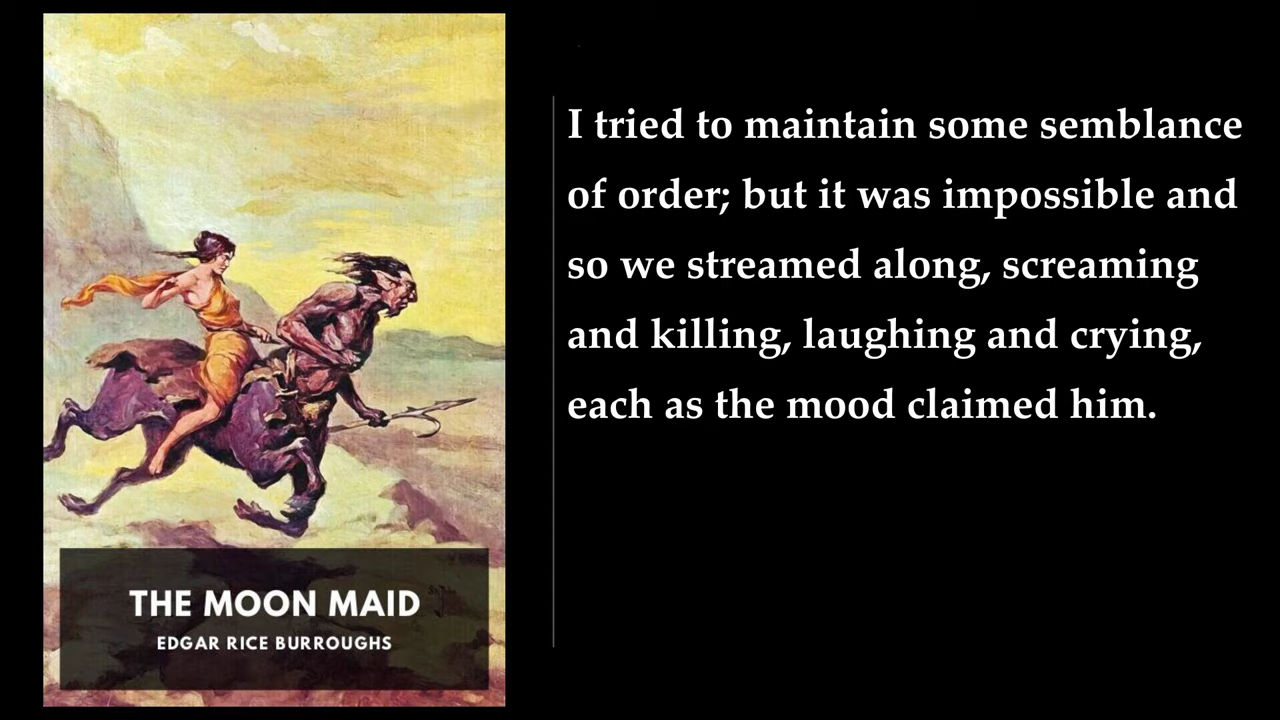 I tried to maintain some semblance
of order; but it was impossible and
so we streamed along, screaming
and killing, laughing and crying,
each as the mood claimed him.
THE MOON MAID
EDGAR RICE BURROUGHS